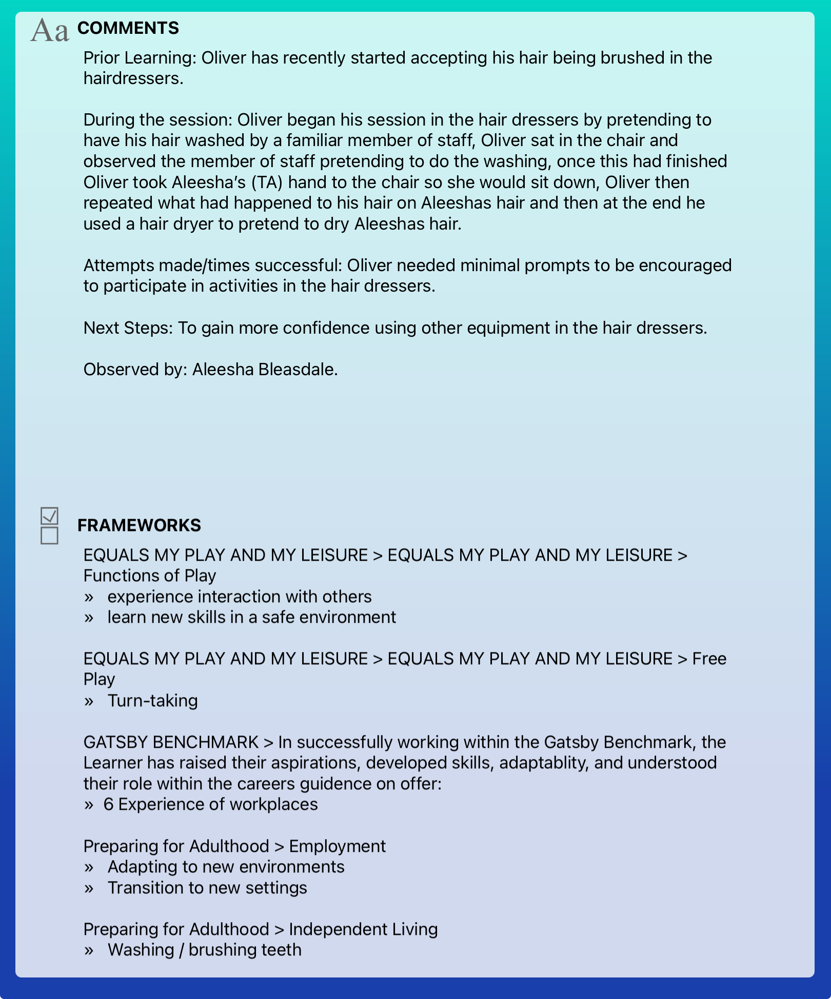 Aa COMMENTS
Prior Learning: Oliver has recently started accepting his hair being brushed in the
hairdressers.
During the session: Oliver began his session in the hair dressers by pretending to
have his hair washed by a familiar member of staff, Oliver sat in the chair and
observed the member of staff pretending to do the washing, once this had finished
Oliver took Aleesha’s (TA) hand to the chair so she would sit down, Oliver then
repeated what had happened to his hair on Aleeshas hair and then at the end he
used a hair dryer to pretend to dry Aleeshas hair.
Attempts made/times successful: Oliver needed minimal prompts to be encouraged
to participate in activities in the hair dressers.
Next Steps: To gain more confidence using other equipment in the hair dressers.
Observed by: Aleesha Bleasdale.
FRAMEWORKS
EQUALS MY PLAY AND MY LEISURE > EQUALS MY PLAY AND MY LEISURE >
Functions of Play
» experience interaction with others
» learn new skills in a safe environment
EQUALS MY PLAY AND MY LEISURE > EQUALS MY PLAY AND MY LEISURE > Free
Play
» Turn-taking
GATSBY BENCHMARK > In successfully working within the Gatsby Benchmark, the
Learner has raised their aspirations, developed skills, adaptablity, and understood
their role within the careers guidence on offer:
» 6 Experience of workplaces
Preparing for Adulthood > Employment
» Adapting to new environments
» Transition to new settings
Preparing for Adulthood > Independent Living
» Washing / brushing teeth